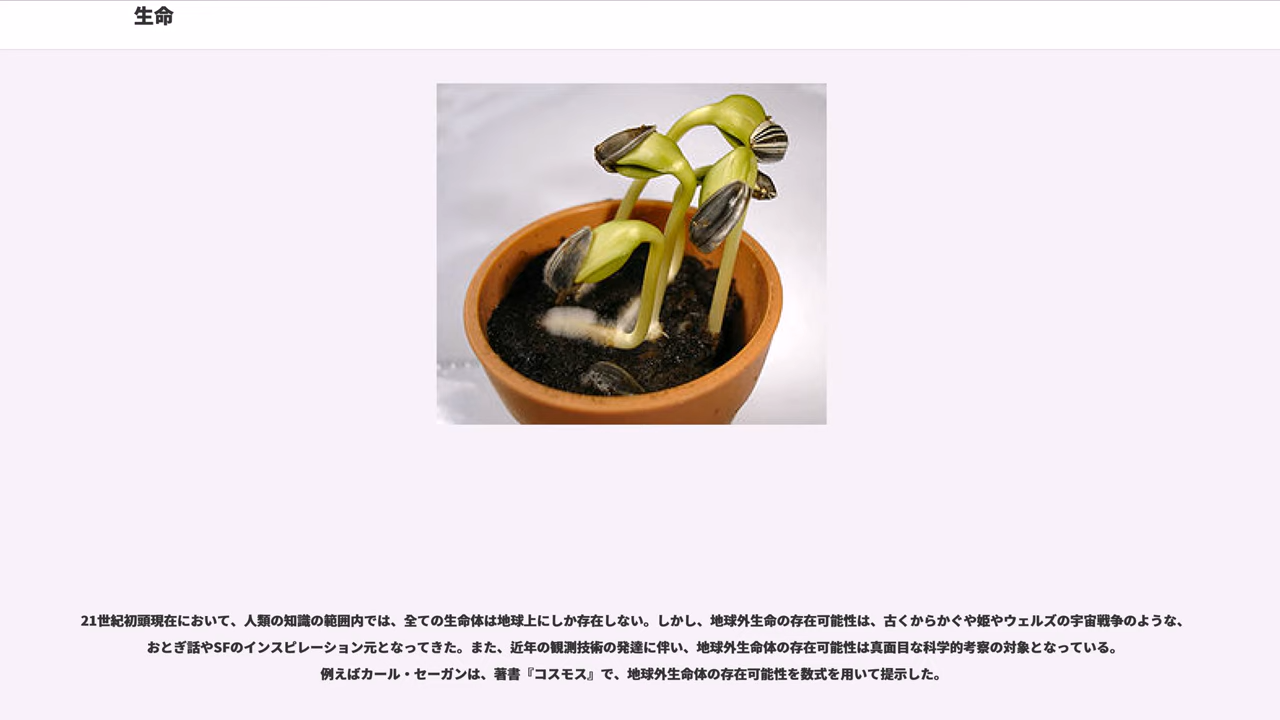 生命
21世紀初頭現在において、人類の知識の範囲内では、全ての生命体は地球上にしか存在しない。しかし、地球外生命の存在可能性は、古くからかぐや姫やウェルズの宇宙戦争のような、
おとぎ話やSFのインスピレーション元となってきた。また、近年の観測技術の発達に伴い、地球外生命体の存在可能性は真面目な科学的考察の対象となっている。
例えばカール・セーガンは、著書『コスモス』で、地球外生命体の存在可能性を数式を用いて提示した。